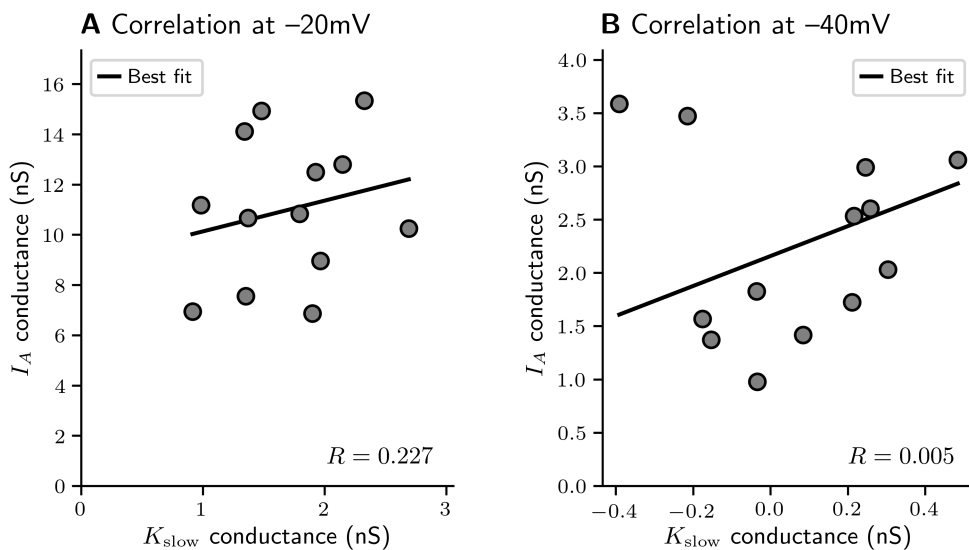 A Correlation at –20mV
Best fit
16
14
12
10
8
6
4
2
0
I_A conductance (nS)
R = 0.227
0 1 2 3
K_slow conductance (nS)
B Correlation at –40mV
Best fit
4.0
3.5
3.0
2.5
2.0
1.5
1.0
0.5
0.0
I_A conductance (nS)
R = 0.005
−0.4 −0.2 0.0 0.2 0.4
K_slow conductance (nS)